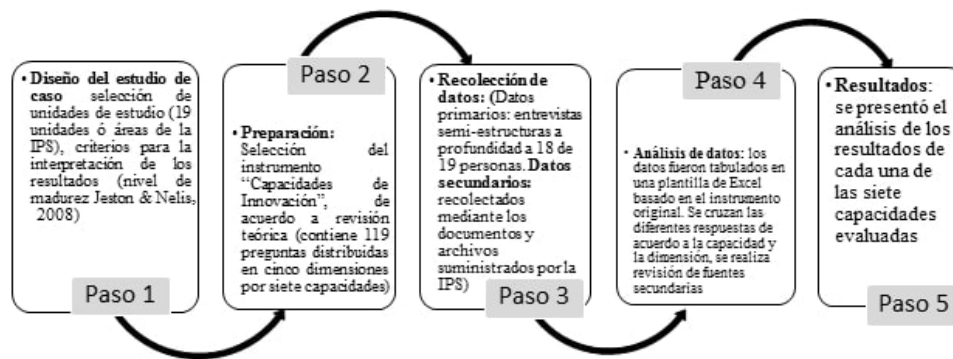 • Diseño del estudio de
caso selección de
unidades de estudio (19
unidades ó áreas de la
IPS), criterios para la
interpretación de los
resultados (nivel de
madurez Jeston & Nelis,
2008)
Paso 1
Paso 2
• Preparación:
Selección del
instrumento
“Capacidades de
Innovación”, de
acuerdo a revisión
teórica (contiene 119
preguntas distribuidas
en cinco dimensiones
por siete capacidades)
• Recolección de
datos: (Datos
primarios: entrevistas
semi-estructuras a
profundidad a 18 de
19 personas. Datos
secundarios:
recolectados
mediante los
documentos y
archivos
suministrados por la
IPS)
Paso 3
Paso 4
• Análisis de datos: los
datos fueron tabulados en
una plantilla de Excel
basado en el instrumento
original. Se cruzan las
diferentes respuestas de
acuerdo a la capacidad y
la dimensión, se realiza
revisión de fuentes
secundarias
• Resultados:
se presentó el
análisis de los
resultados de
cada una de
las siete
capacidades
evaluadas
Paso 5